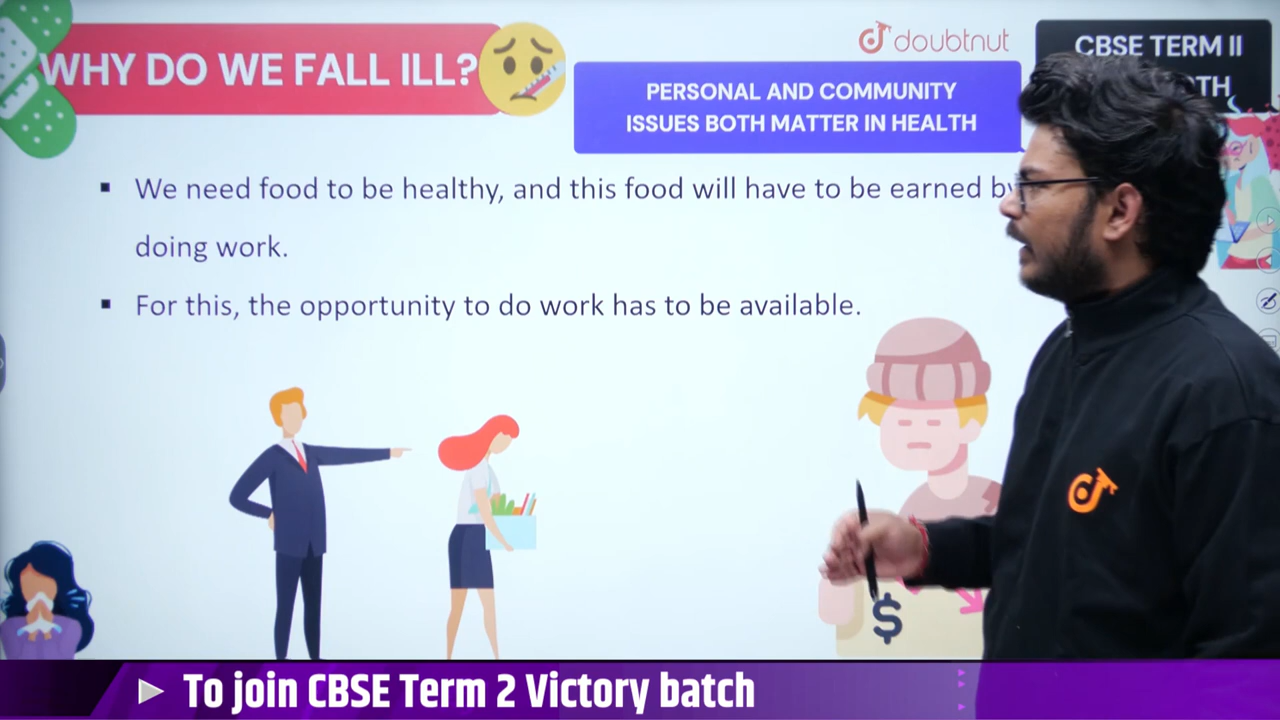 WHY DO WE FALL ILL?
doubtnut
CBSE TERM II
PERSONAL AND COMMUNITY
ISSUES BOTH MATTER IN HEALTH
▪ We need food to be healthy, and this food will have to be earned
doing work.
▪ For this, the opportunity to do work has to be available.
$
To join CBSE Term 2 Victory batch